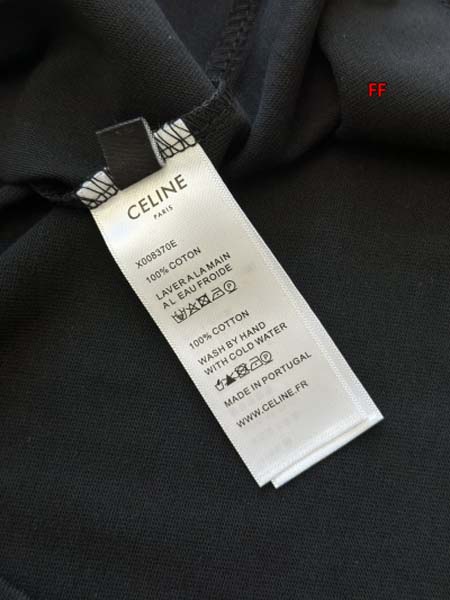 FF
CELINE
PARIS
X008370E
100% COTON
LAVER A LA MAIN
A L EAU FROIDE
100% COTTON
WASH BY HAND
WITH COLD WATER
MADE IN PORTUGAL
WWW.CELINE.FR